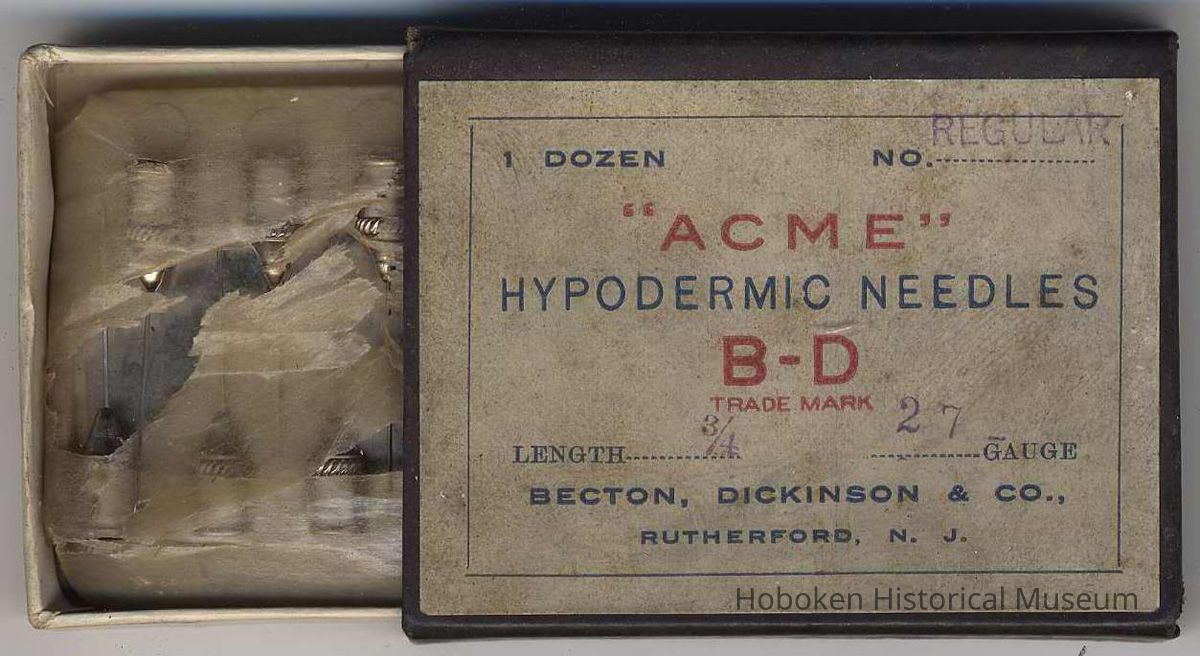 REGULAR
1 DOZEN NO.
"ACME"
HYPODERMIC NEEDLES
B-D
TRADE MARK
LENGTH 3/4 27 GAUGE
BECTON, DICKINSON & CO.,
RUTHERFORD, N. J.
Hoboken Historical Museum